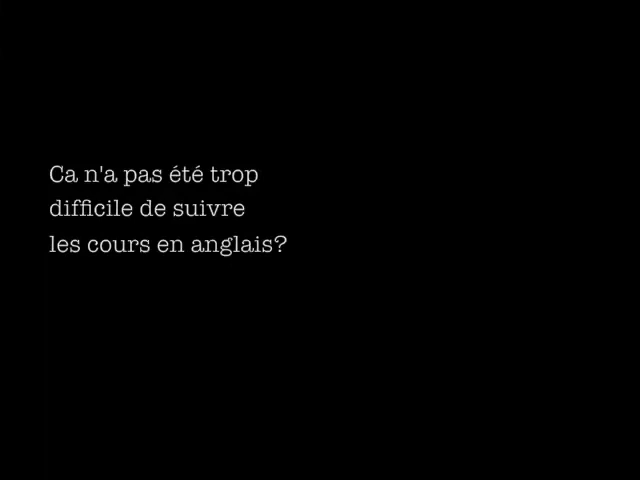 Ca n'a pas été trop
difficile de suivre
les cours en anglais?